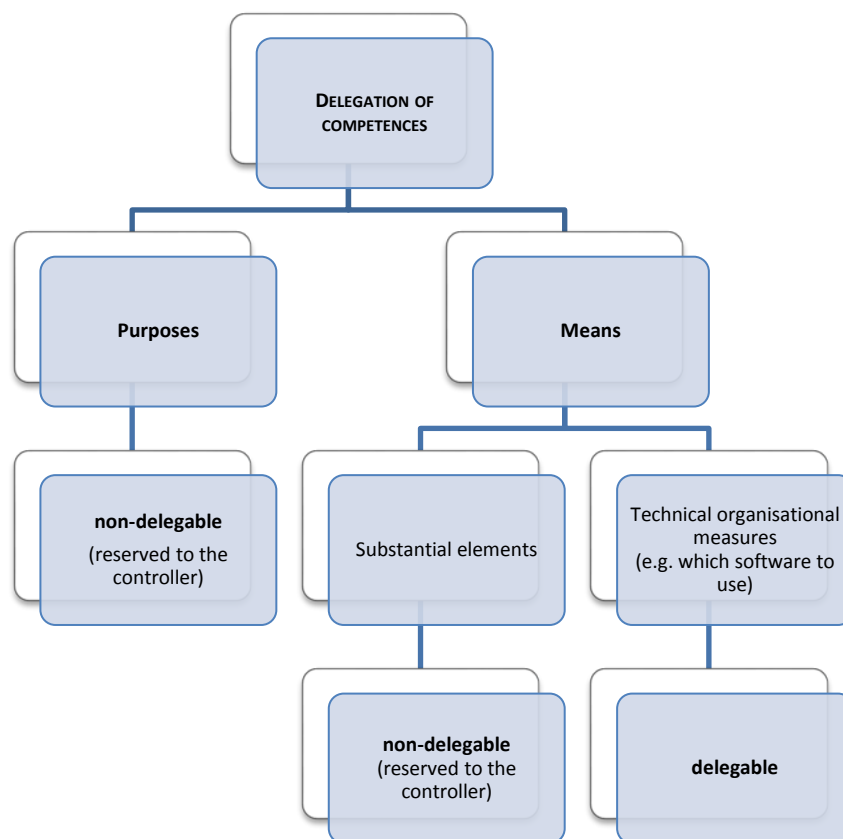 DELEGATION OF
COMPETENCES
Purposes
Means
non-delegable
(reserved to the
controller)
Substantial elements
Technical organisational
measures
(e.g. which software to
use)
non-delegable
(reserved to the
controller)
delegable